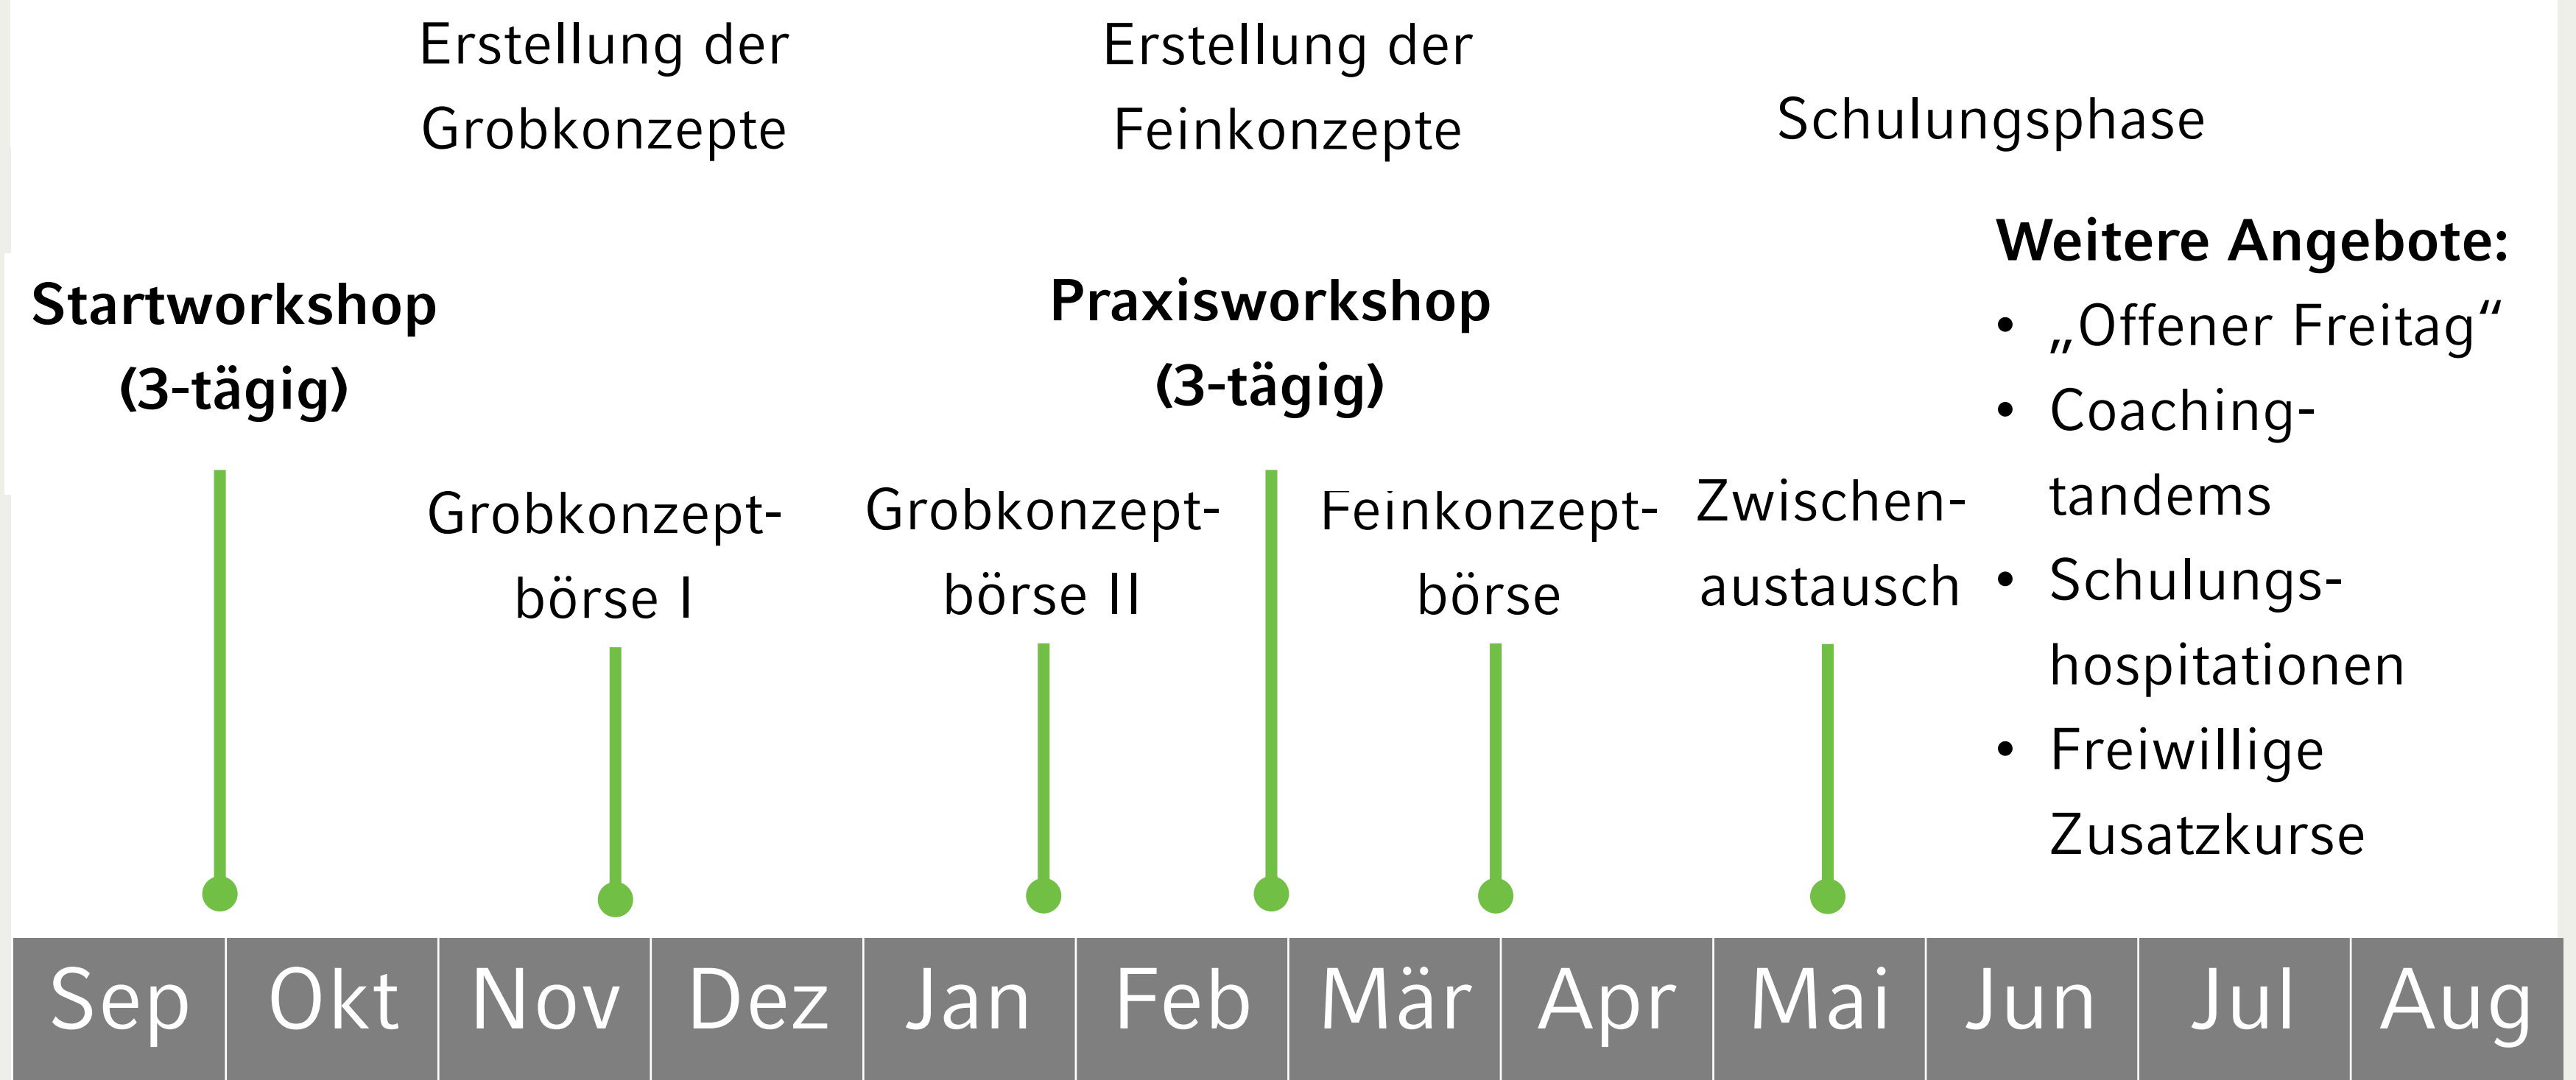 Erstellung der
Grobkonzepte
Erstellung der
Feinkonzepte
Schulungsphase
Startworkshop
(3-tägig)
Grobkonzept-
börse I
Grobkonzept-
börse II
Praxisworkshop
(3-tägig)
Feinkonzept-
börse
Zwischen-
austausch
Weitere Angebote:
• „Offener Freitag“
• Coaching-
tandems
• Schulungs-
hospitationen
• Freiwillige
Zusatzkurse
Sep Okt Nov Dez Jan Feb Mär Apr Mai Jun Jul Aug